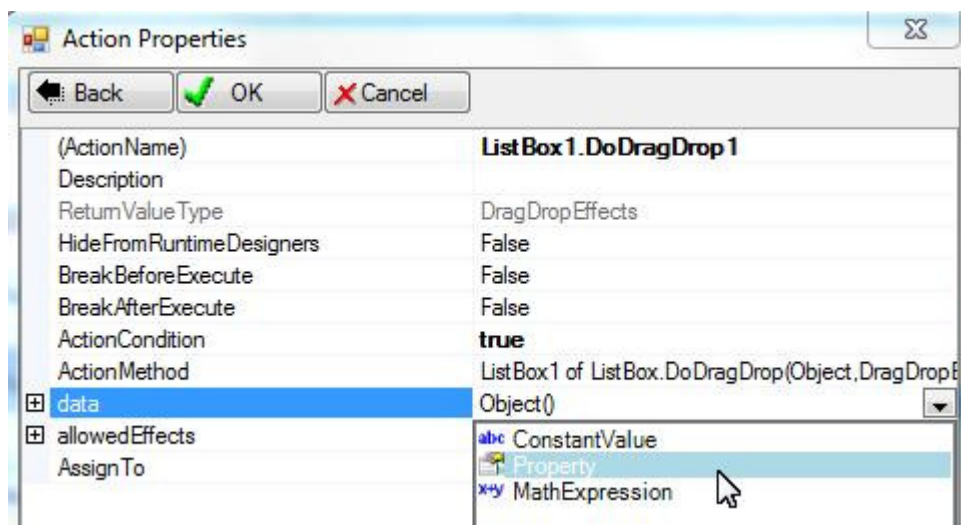 Action Properties
Back OK Cancel
(ActionName) ListBox1.DoDragDrop1
Description
ReturnValueType DragDropEffects
HideFromRuntimeDesigners False
BreakBeforeExecute False
BreakAfterExecute False
ActionCondition true
ActionMethod ListBox1 of ListBox.DoDragDrop(Object,DragDropE
data Object()
allowedEffects abc ConstantValue
Property
AssignTo
x+y MathExpression